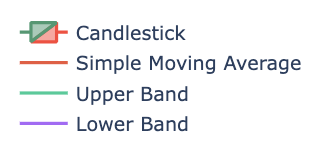 Candlestick
Simple Moving Average
Upper Band
Lower Band